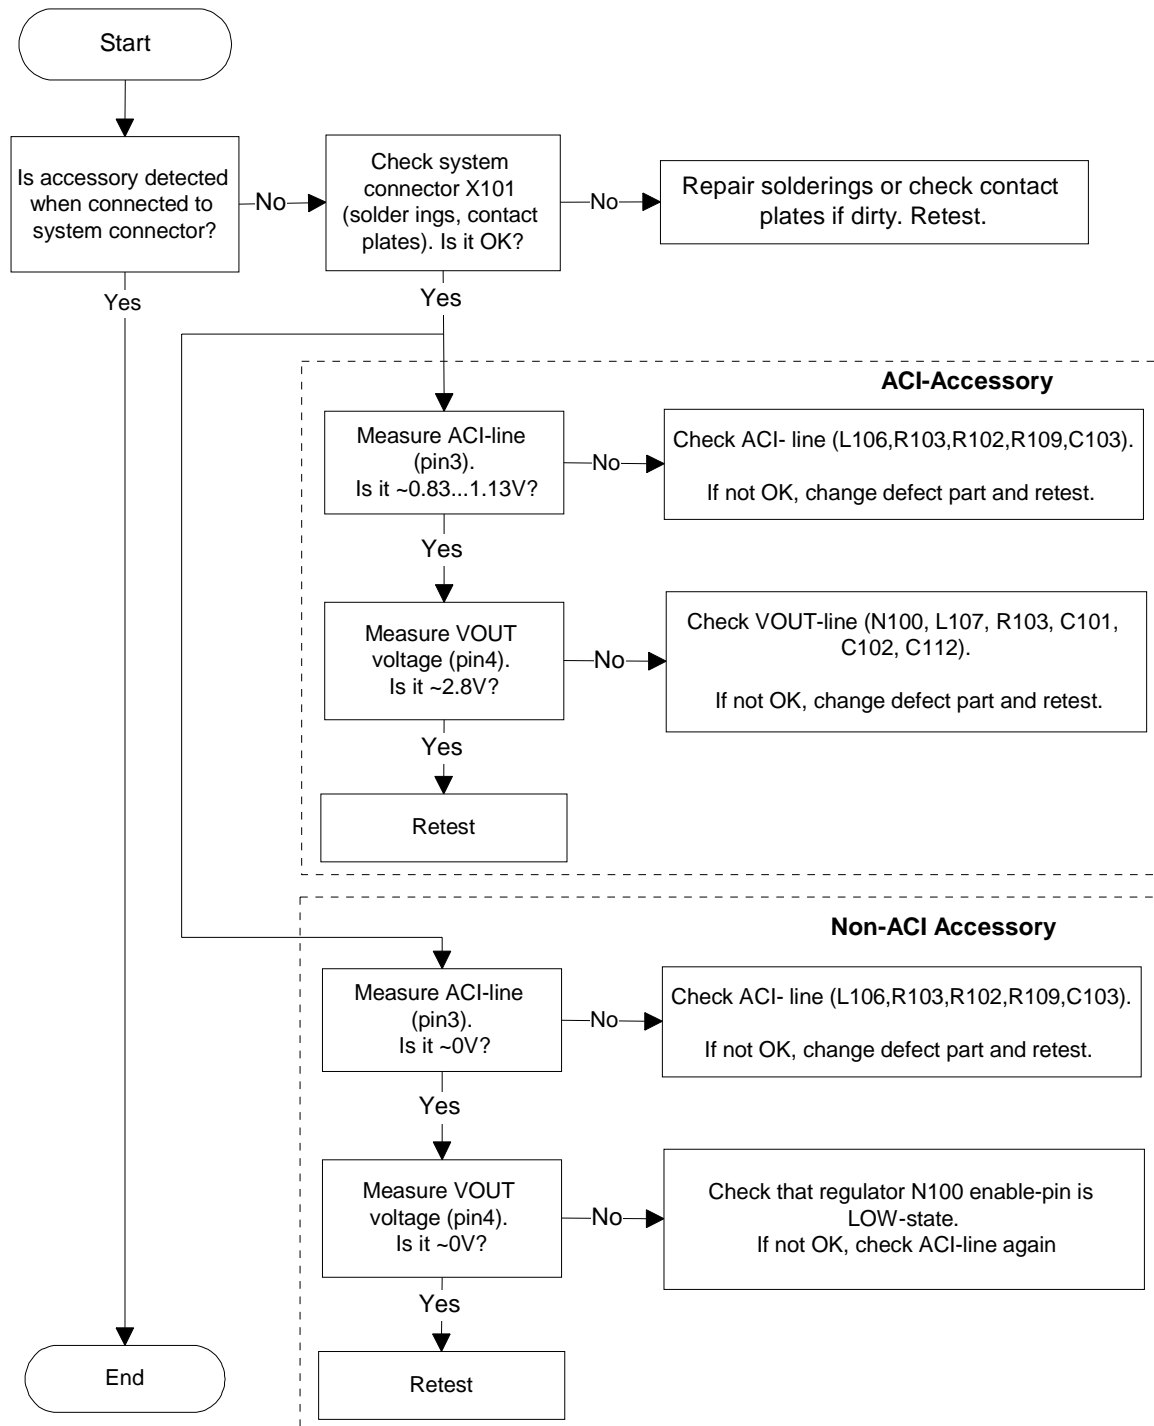 Start
Is accessory detected
when connected to
system connector?
No
Check system
connector X101
(solder ings, contact
plates). Is it OK?
No
Repair solderings or check contact
plates if dirty. Retest.
Yes
Yes
ACI-Accessory
Measure ACI-line
(pin3).
Is it ~0.83...1.13V?
No
Check ACI- line (L106,R103,R102,R109,C103).
If not OK, change defect part and retest.
Yes
Measure VOUT
voltage (pin4).
Is it ~2.8V?
No
Check VOUT-line (N100, L107, R103, C101,
C102, C112).
If not OK, change defect part and retest.
Yes
Retest
Non-ACI Accessory
Measure ACI-line
(pin3).
Is it ~0V?
No
Check ACI- line (L106,R103,R102,R109,C103).
If not OK, change defect part and retest.
Yes
Measure VOUT
voltage (pin4).
Is it ~0V?
No
Check that regulator N100 enable-pin is
LOW-state.
If not OK, check ACI-line again
Yes
Retest
End